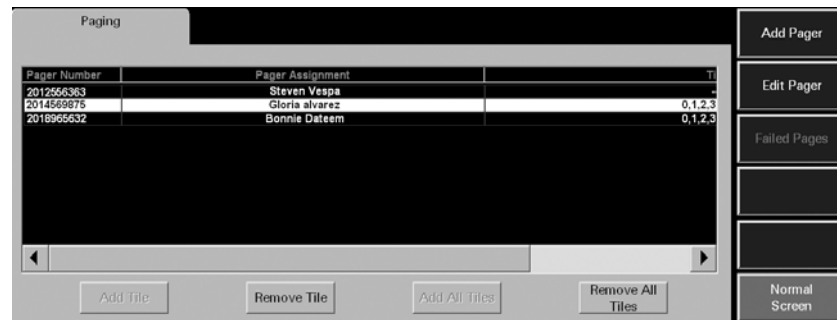 Paging
Pager Number Pager Assignment Ti
2012556363 Steven Vespa -
2014569875 Gloria alvarez 0,1,2,3
2018965632 Bonnie Dateem 0,1,2,3
Add Tile Remove Tile Add All Tiles Remove All
Tiles
Add Pager
Edit Pager
Failed Pages
Normal
Screen